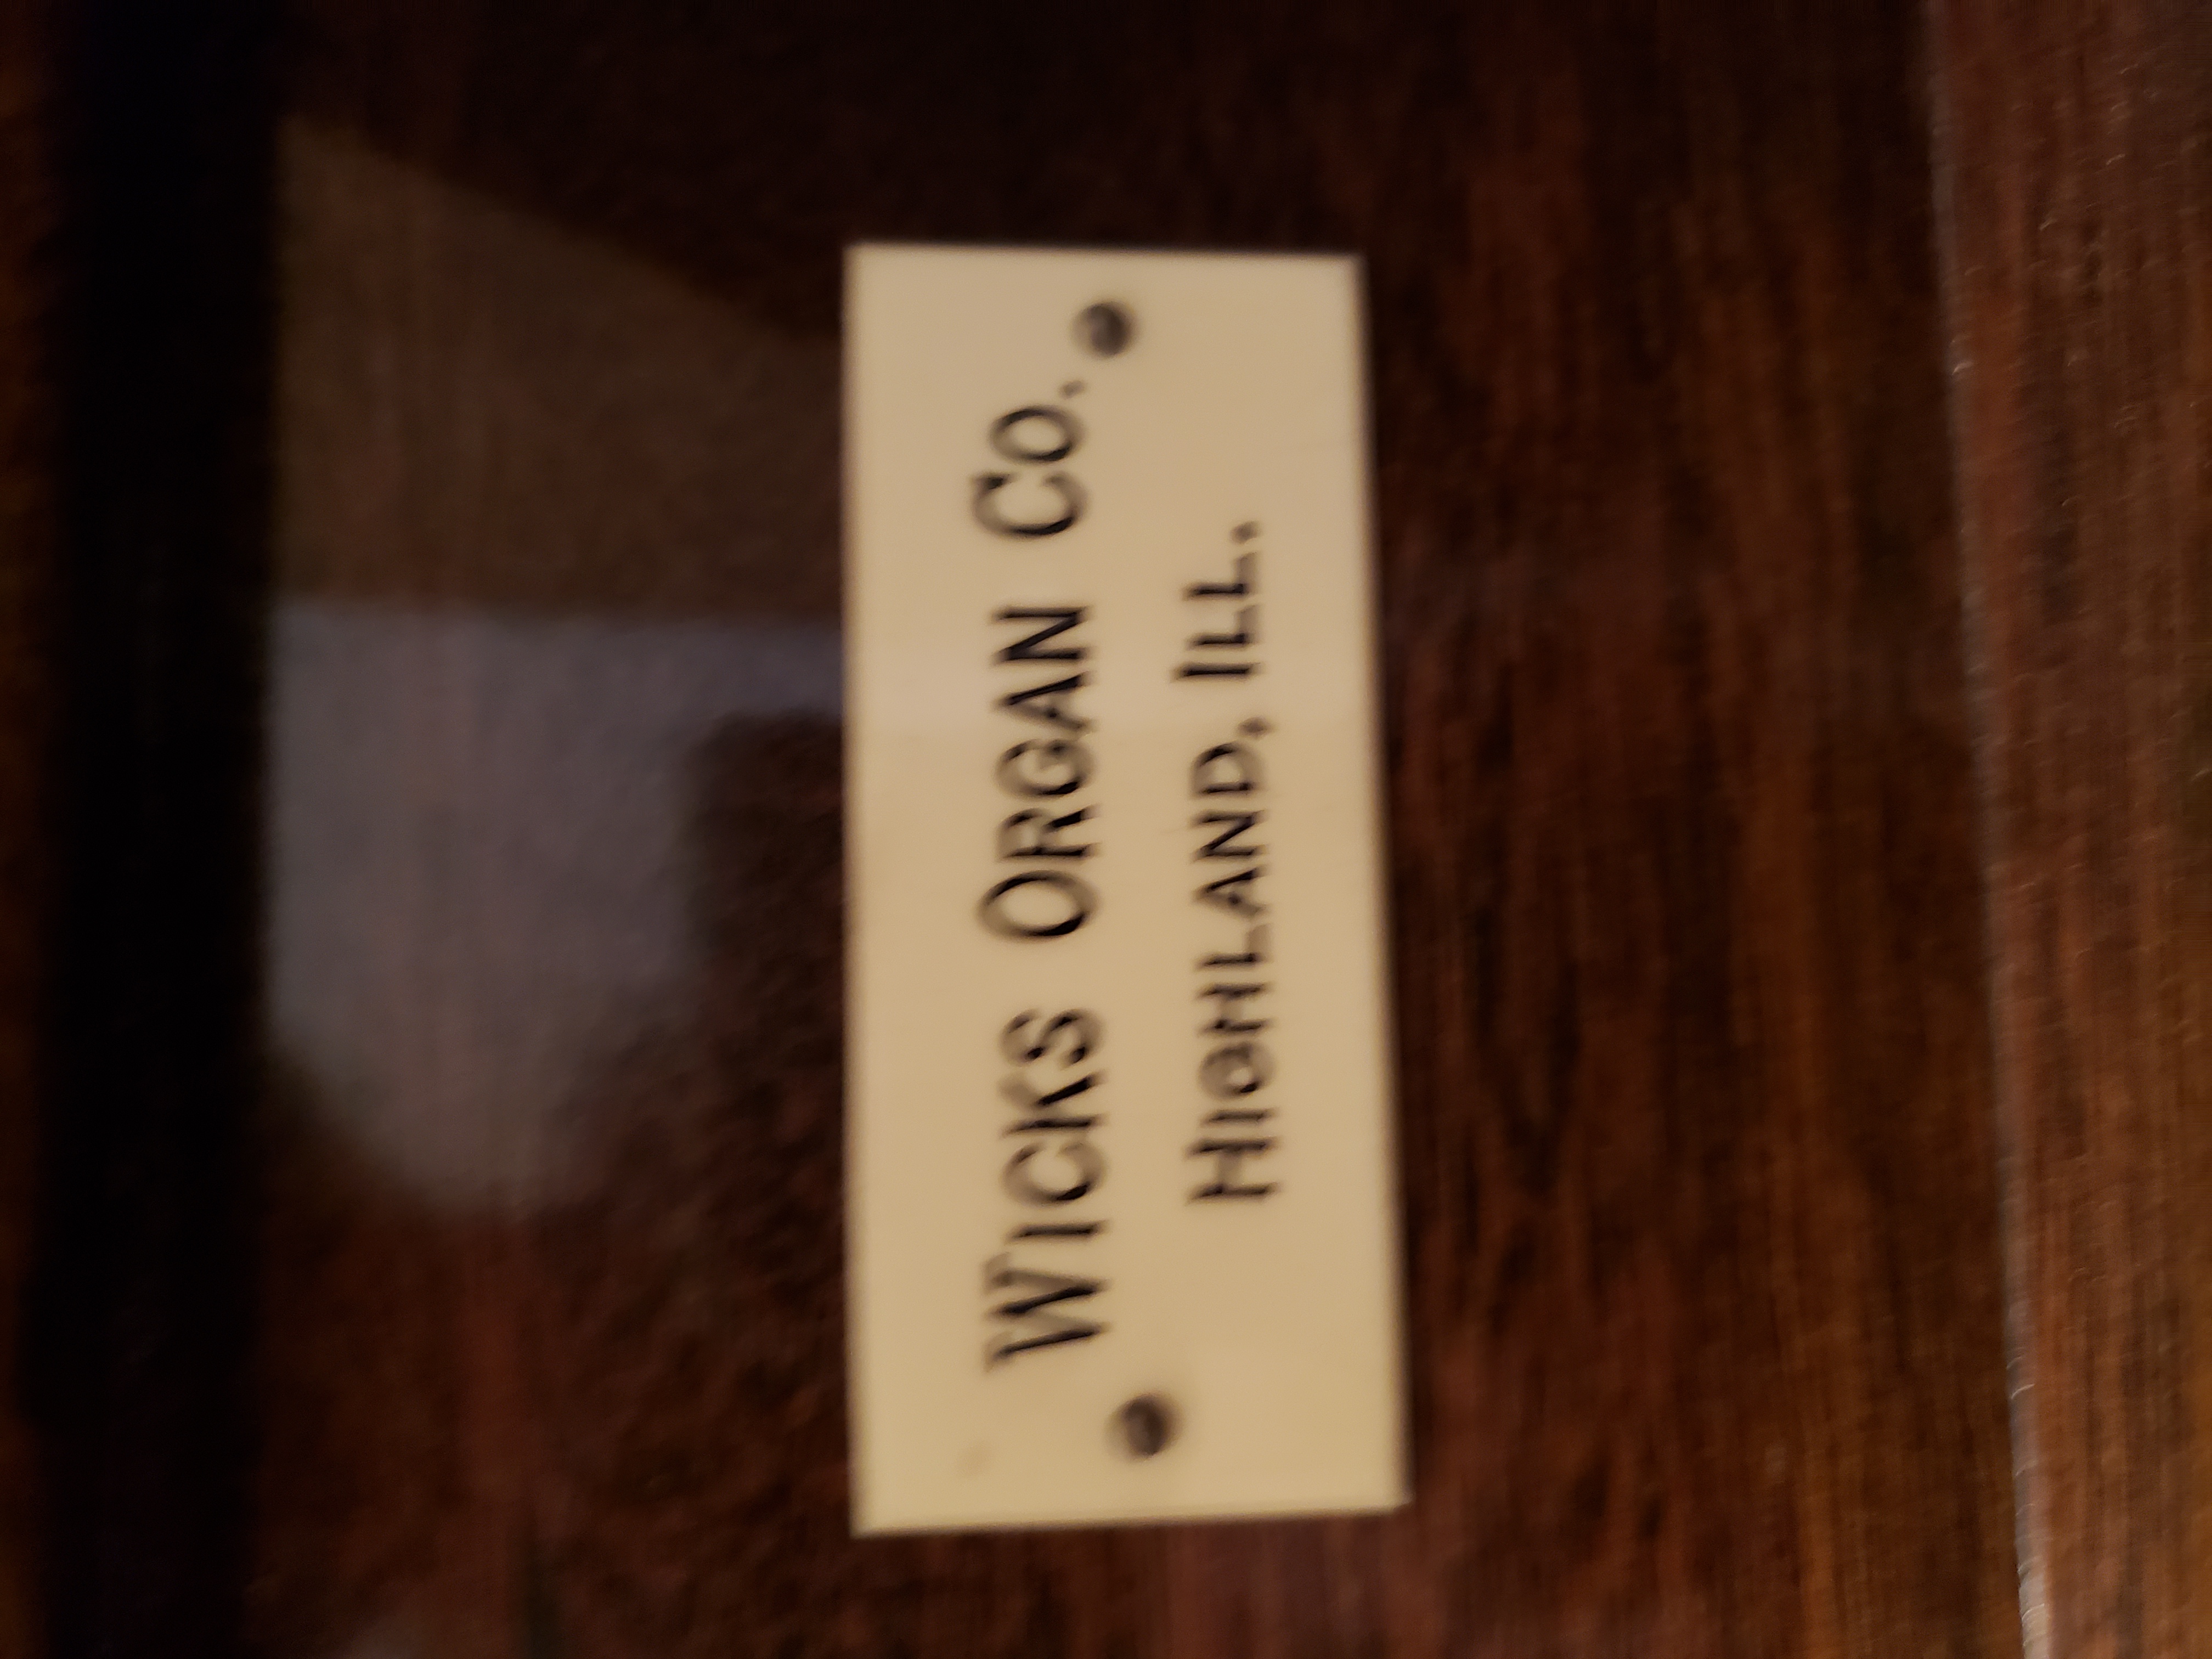 WICKS ORGAN CO.
HIGHLAND, ILL.